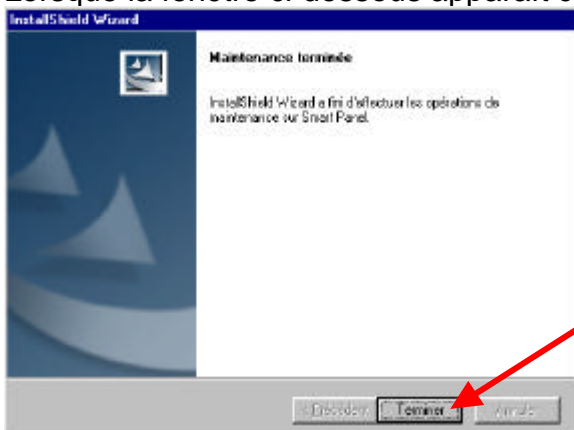 Lorsque la fenêtre ci-dessous apparaît c
InstallShield Wizard
Maintenance terminée
InstallShield Wizard a fini d'effectuer les opérations de
maintenance sur Smart Panel.
< Précédent Terminer Annuler